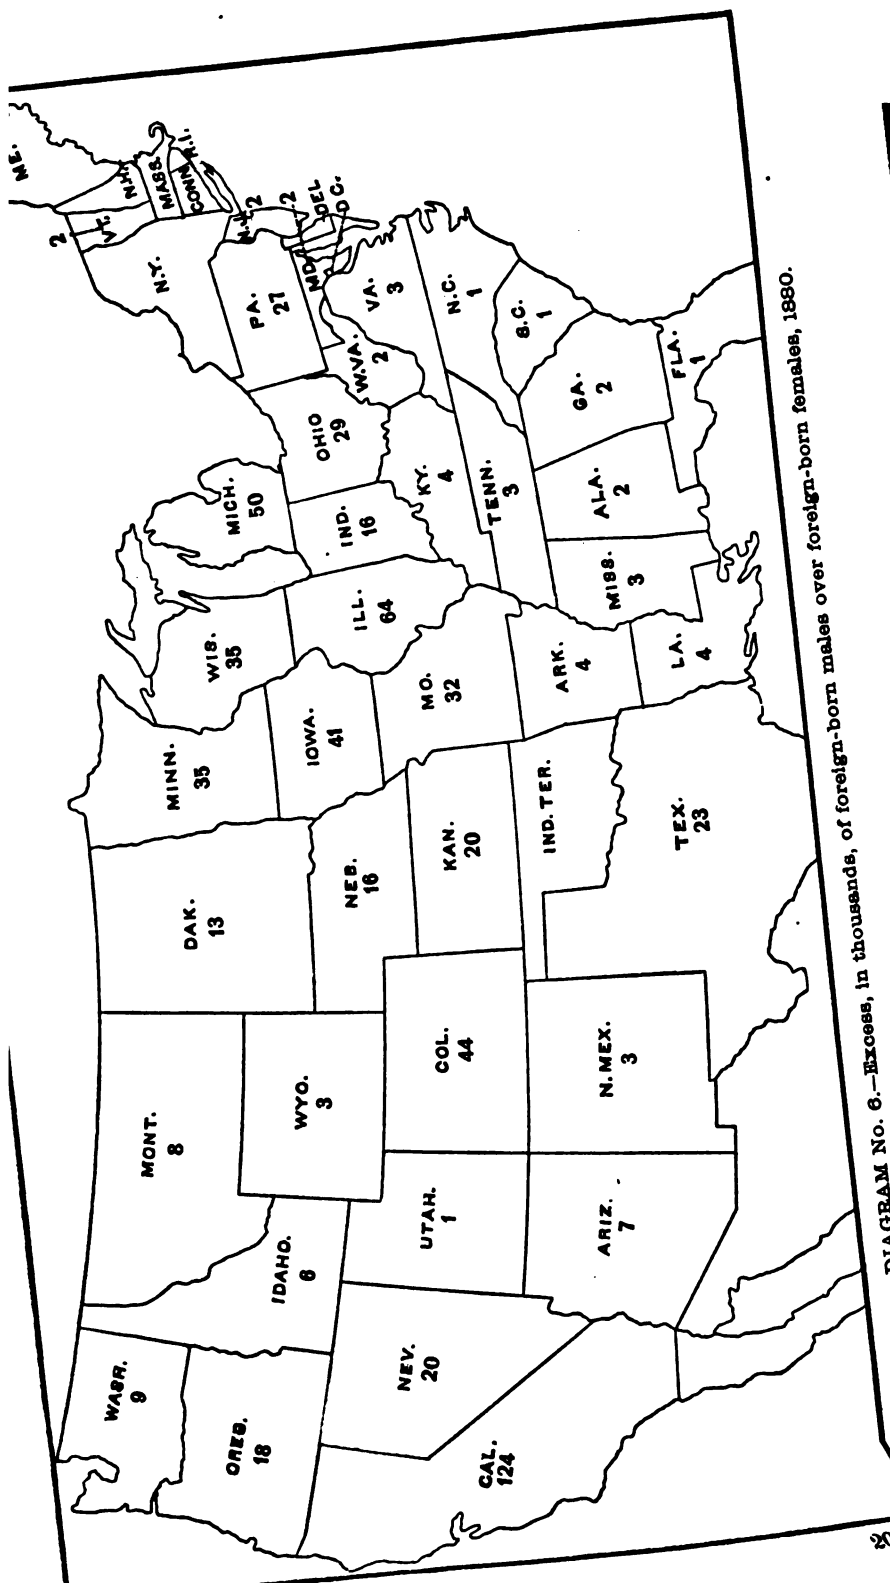 ME.
N.H.
2
VT.
MASS.
CONN.
R.I.
N.Y.
N.J. 2
PA.
27
2
DEL
D.C.
MD.
VA.
3
W.VA.
2
N.C.
1
S.C.
1
GA.
2
FLA.
1
OHIO
29
MICH.
50
IND.
16
KY.
4
TENN.
3
ALA.
2
MISS.
3
WIS.
35
ILL.
64
MINN.
35
IOWA.
41
MO.
32
ARK.
4
LA.
4
DAK.
13
NEB.
16
KAN.
20
IND. TER.
TEX.
23
MONT.
8
WYO.
3
COL.
44
N. MEX.
3
IDAHO.
6
UTAH.
1
ARIZ.
7
WASH.
9
OREG.
18
NEV.
20
CAL.
124
DIAGRAM No. 6.—Excess, in thousands, of foreign-born males over foreign-born females, 1880.